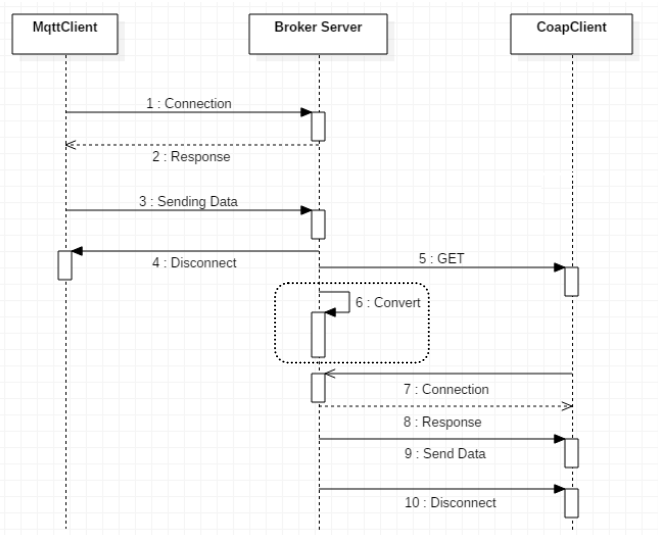 MqttClient
Broker Server
CoapClient
1 : Connection
2 : Response
3 : Sending Data
4 : Disconnect
5 : GET
6 : Convert
7 : Connection
8 : Response
9 : Send Data
10 : Disconnect